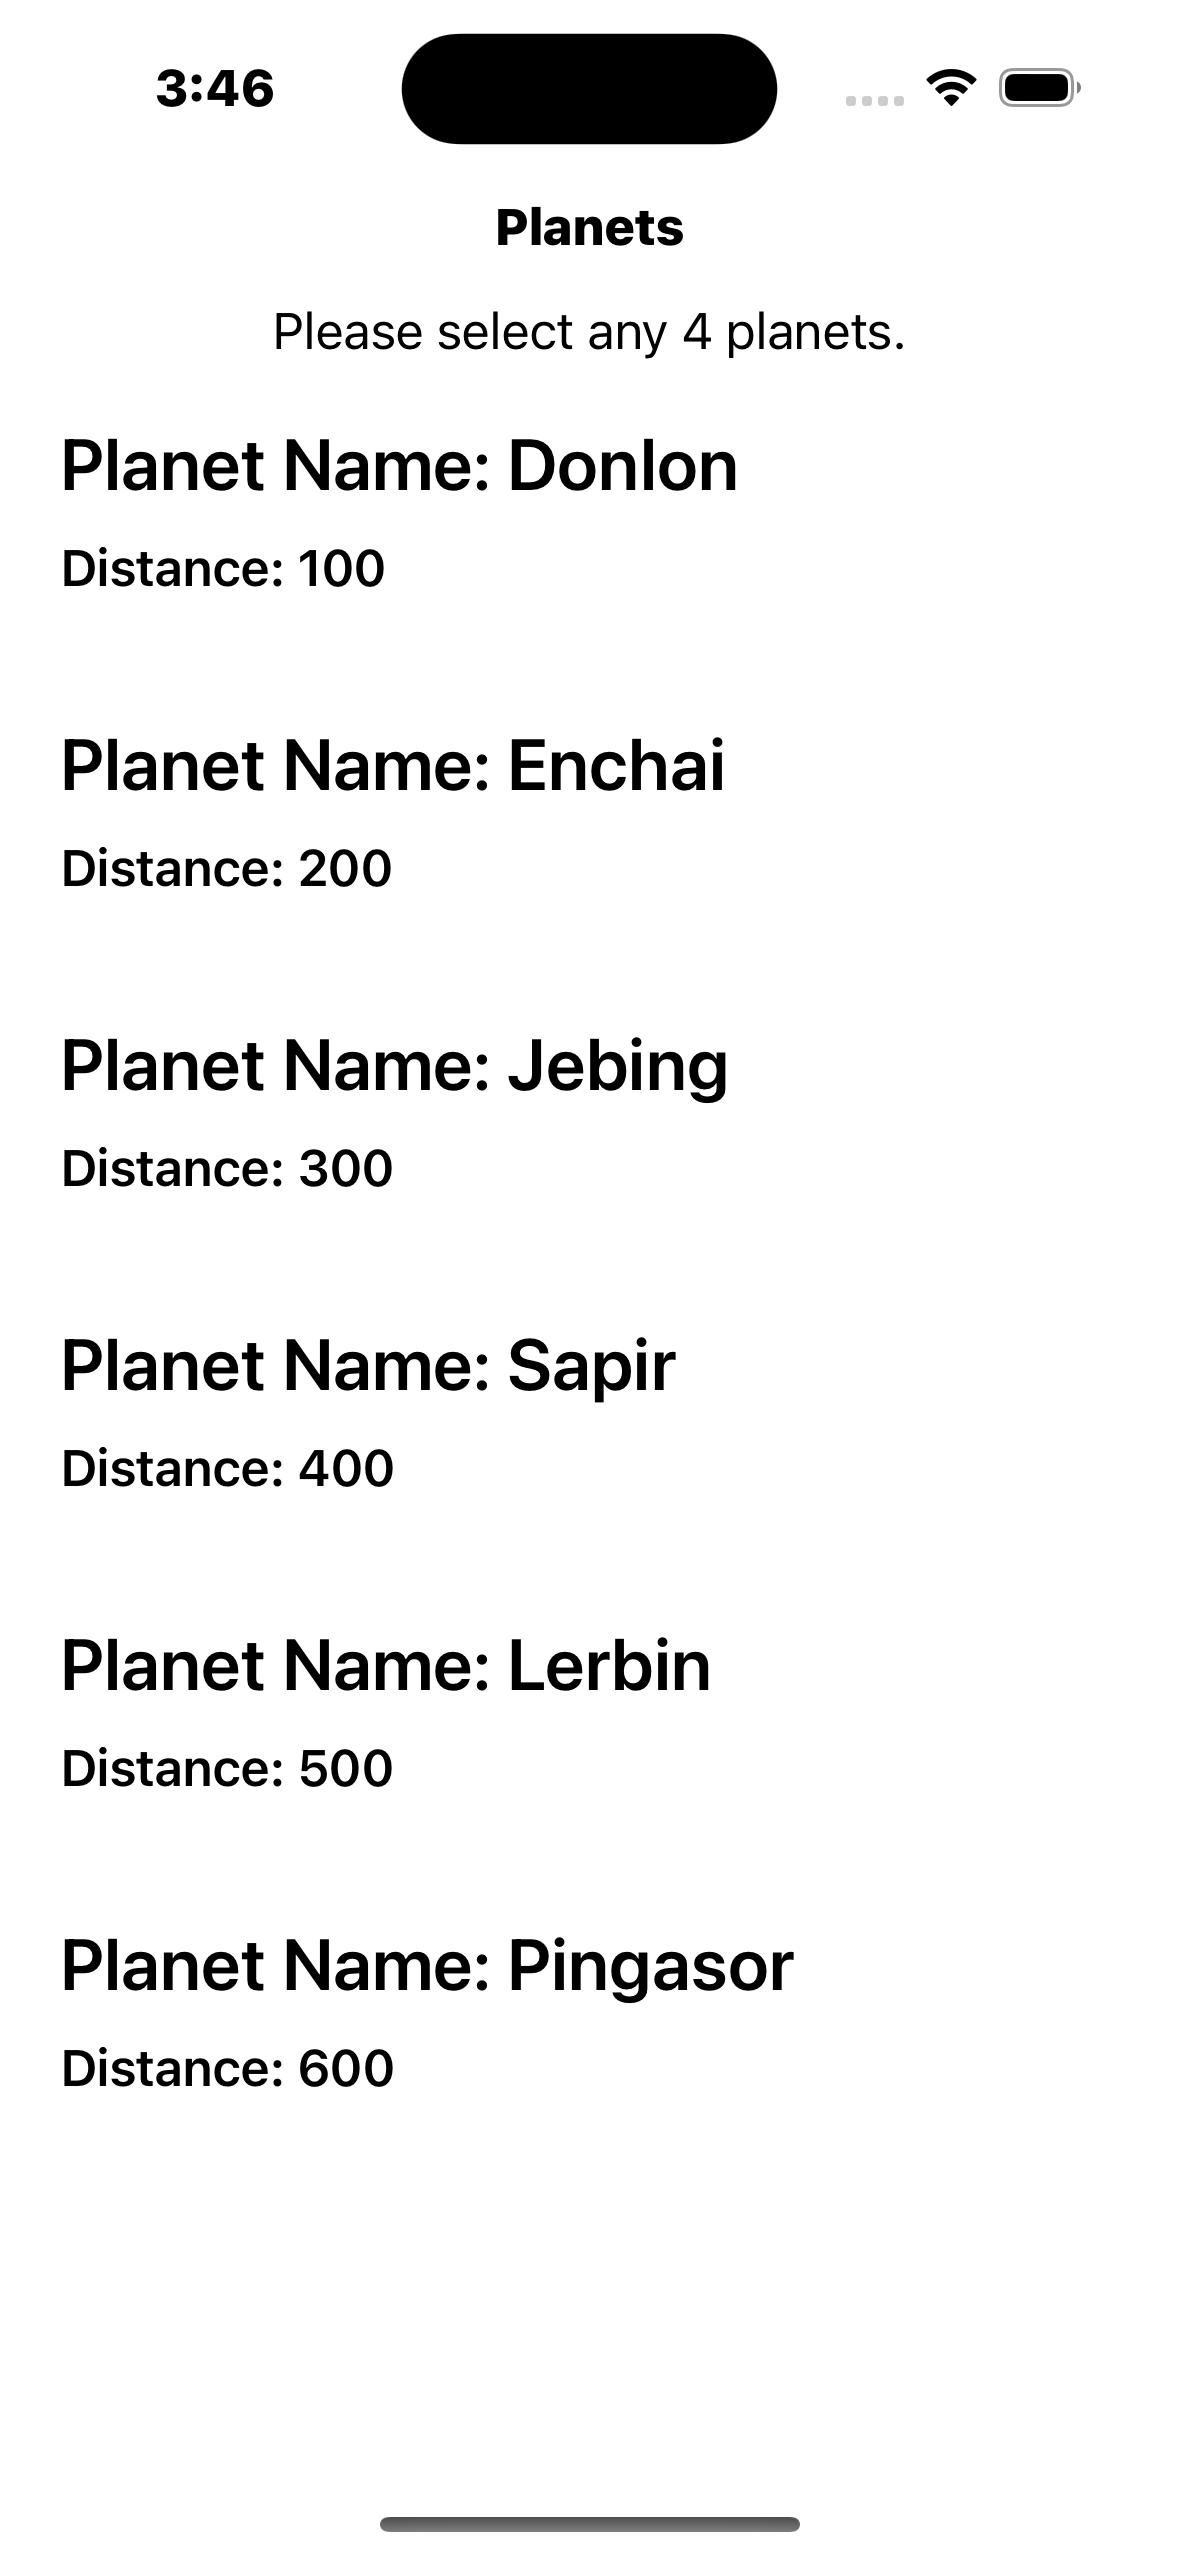 3:46
Planets
Please select any 4 planets.
Planet Name: Donlon
Distance: 100
Planet Name: Enchai
Distance: 200
Planet Name: Jebing
Distance: 300
Planet Name: Sapir
Distance: 400
Planet Name: Lerbin
Distance: 500
Planet Name: Pingasor
Distance: 600